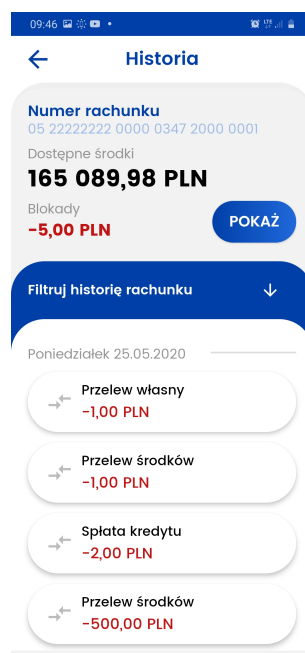 09:46
LTE
Historia
Numer rachunku
05 22222222 0000 0347 2000 0001
Dostępne środki
165 089,98 PLN
Blokady
-5,00 PLN
POKAŻ
Filtruj historię rachunku
Poniedziałek 25.05.2020
Przelew własny
-1,00 PLN
Przelew środków
-1,00 PLN
Spłata kredytu
-2,00 PLN
Przelew środków
-500,00 PLN